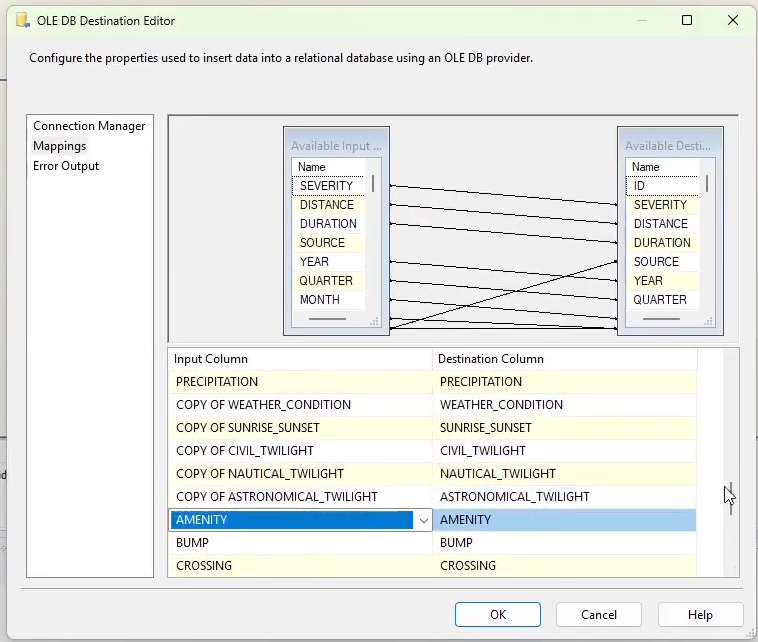 OLE DB Destination Editor
Configure the properties used to insert data into a relational database using an OLE DB provider.
Connection Manager
Mappings
Error Output
Available Input ...
Name
SEVERITY
DISTANCE
DURATION
SOURCE
YEAR
QUARTER
MONTH
Available Desti...
Name
ID
SEVERITY
DISTANCE
DURATION
SOURCE
YEAR
QUARTER
Input Column Destination Column
PRECIPITATION PRECIPITATION
COPY OF WEATHER_CONDITION WEATHER_CONDITION
COPY OF SUNRISE_SUNSET SUNRISE_SUNSET
COPY OF CIVIL_TWILIGHT CIVIL_TWILIGHT
COPY OF NAUTICAL_TWILIGHT NAUTICAL_TWILIGHT
COPY OF ASTRONOMICAL_TWILIGHT ASTRONOMICAL_TWILIGHT
AMENITY AMENITY
BUMP BUMP
CROSSING CROSSING
OK Cancel Help